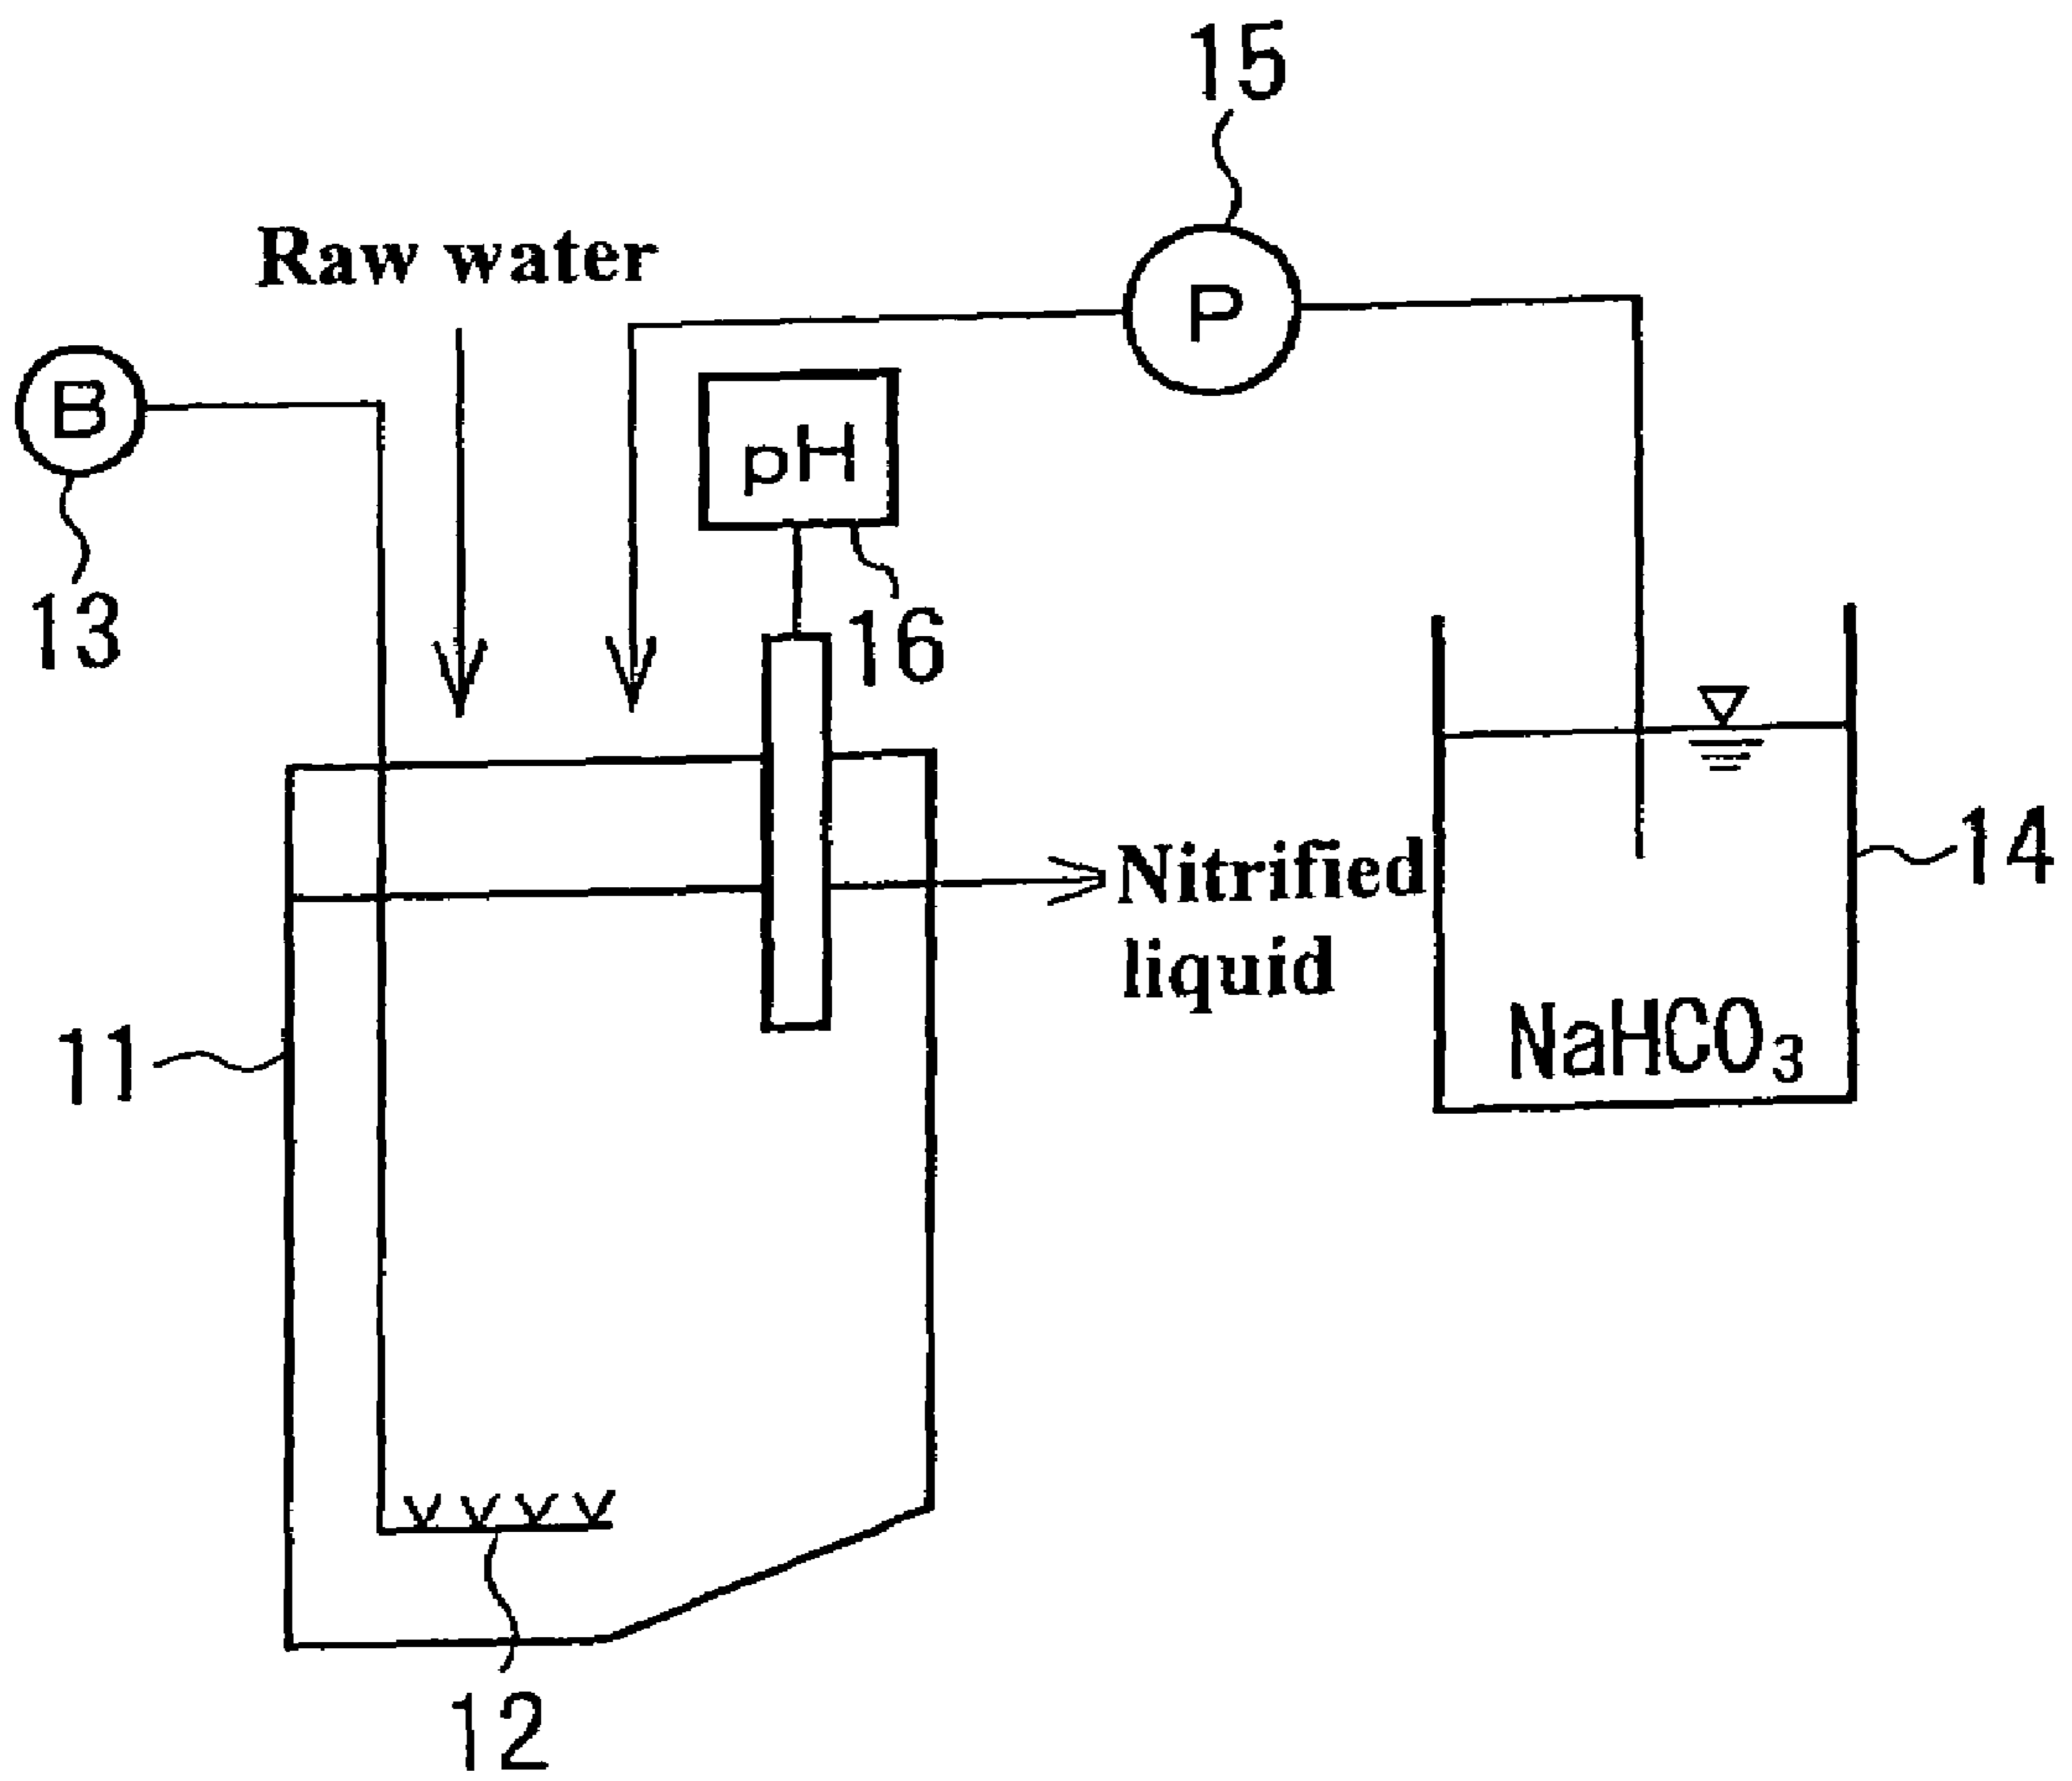 15
Raw water
P
B
pH
13
16
14
Nitrified
liquid
NaHCO₃
11
12